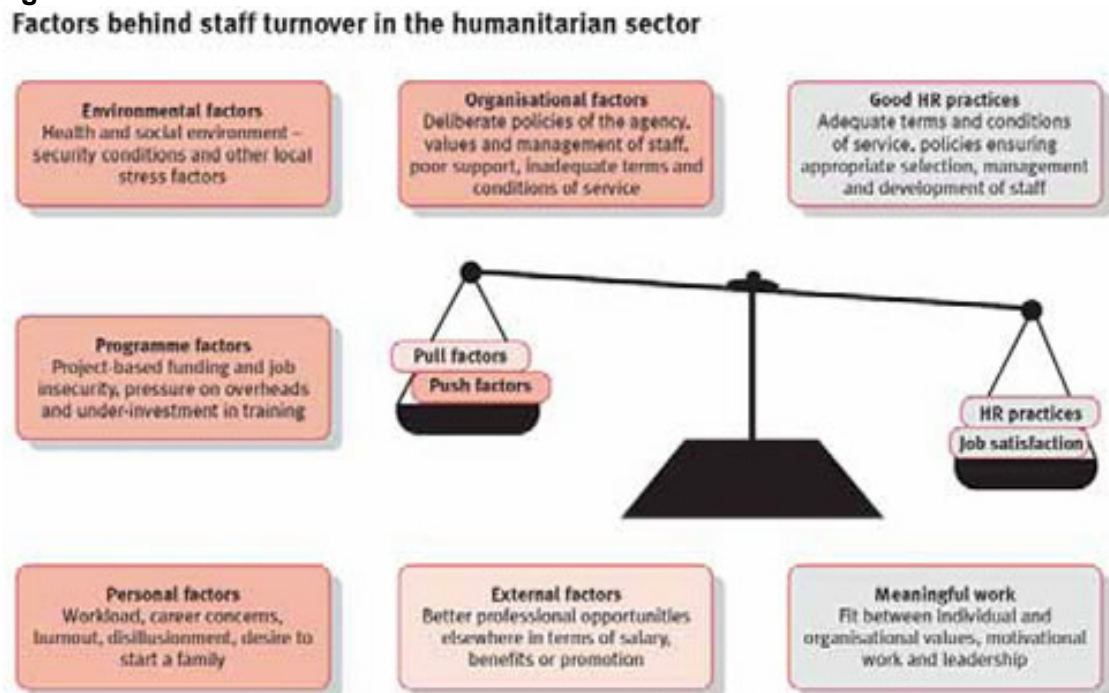 Factors behind staff turnover in the humanitarian sector
Environmental factors
Health and social environment –
security conditions and other local
stress factors
Organisational factors
Deliberate policies of the agency,
values and management of staff,
poor support, inadequate terms and
conditions of service
Good HR practices
Adequate terms and conditions
of service, policies ensuring
appropriate selection, management
and development of staff
Programme factors
Project-based funding and job
insecurity, pressure on overheads
and under-investment in training
Pull factors
Push factors
HR practices
Job satisfaction
Personal factors
Workload, career concerns,
burnout, disillusionment, desire to
start a family
External factors
Better professional opportunities
elsewhere in terms of salary,
benefits or promotion
Meaningful work
Fit between individual and
organisational values, motivational
work and leadership